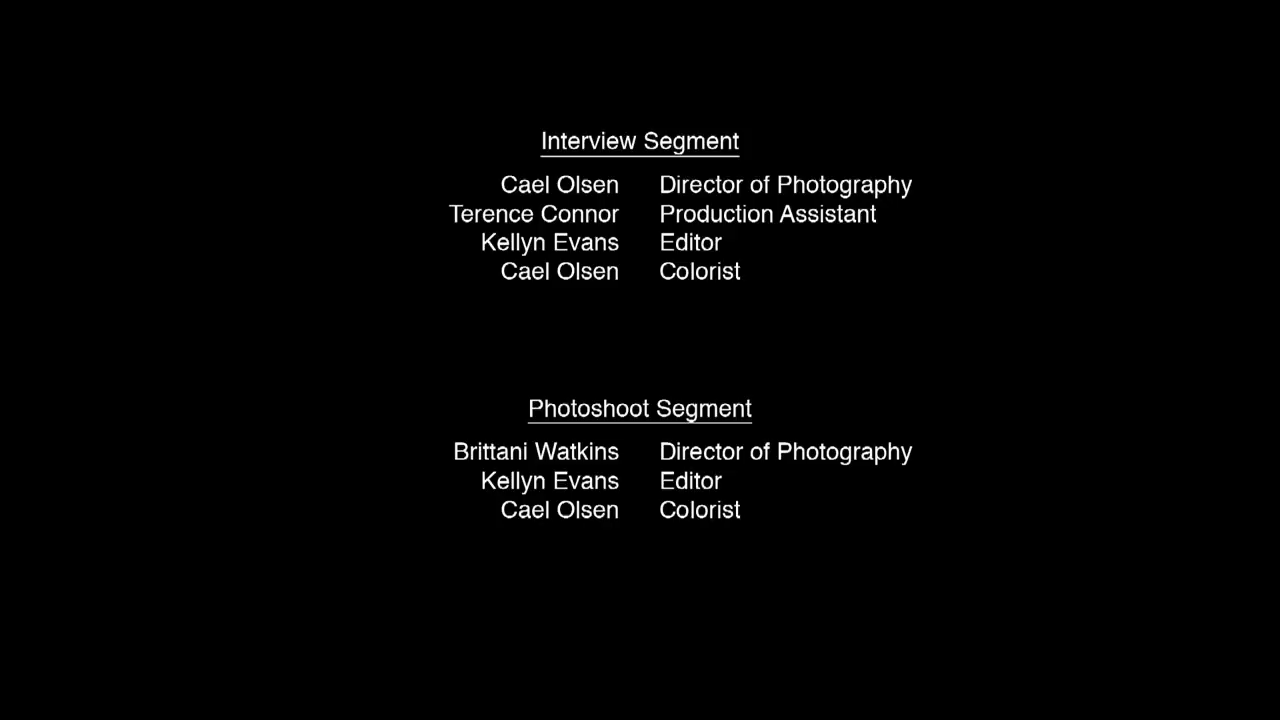 Interview Segment
Cael Olsen Director of Photography
Terence Connor Production Assistant
Kellyn Evans Editor
Cael Olsen Colorist
Photoshoot Segment
Brittani Watkins Director of Photography
Kellyn Evans Editor
Cael Olsen Colorist